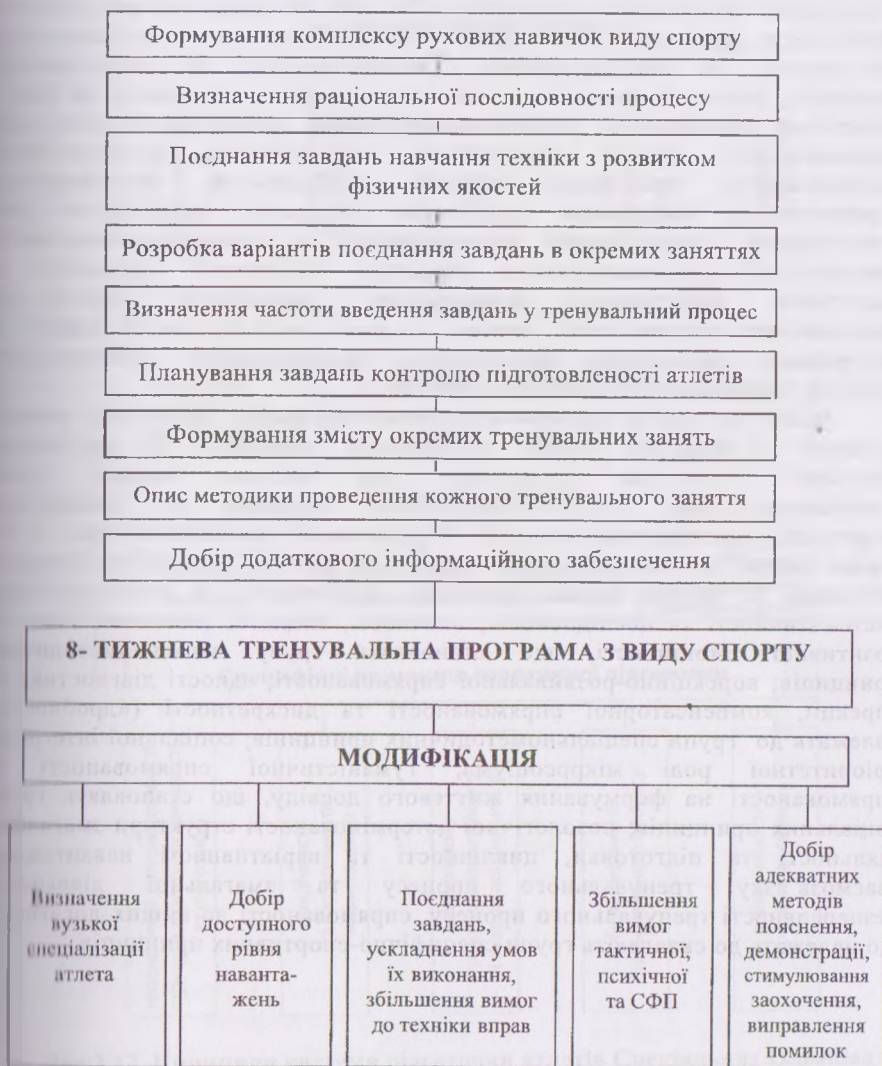 Формування комплексу рухових навичок виду спорту
Визначення раціональної послідовності процесу
Поєднання завдань навчання техніки з розвитком
фізичних якостей
Розробка варіантів поєднання завдань в окремих заняттях
Визначення частоти введення завдань у тренувальний процес
Планування завдань контролю підготовленості атлетів
Формування змісту окремих тренувальних занять
Опис методики проведення кожного тренувального заняття
Добір додаткового інформаційного забезпечення
8- ТИЖНЕВА ТРЕНУВАЛЬНА ПРОГРАМА З ВИДУ СПОРТУ
МОДИФІКАЦІЯ
Визначення
вузької
спеціалізації
атлета
Добір
доступного
рівня
наванта-
жень
Поєднання
завдань,
ускладнення умов
їх виконання,
збільшення вимог
до техніки вправ
Збільшення
вимог
тактичної,
психічної
та СФП
Добір
адекватних
методів
пояснення,
демонстрації,
стимулювання
заохочення,
виправлення
помилок